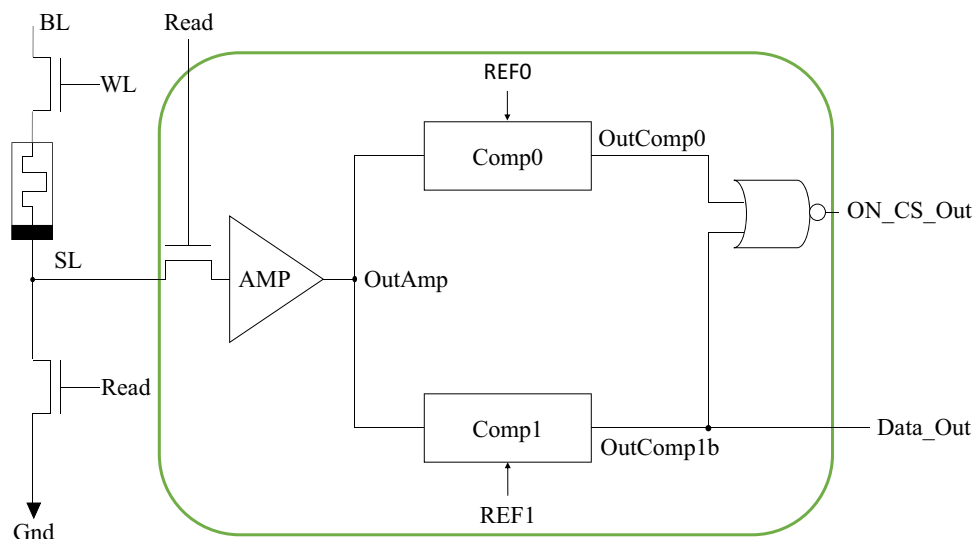 BL
Read
WL
REF0
Comp0
OutComp0
ON_CS_Out
SL
AMP
OutAmp
Read
Comp1
OutComp1b
Data_Out
REF1
Gnd